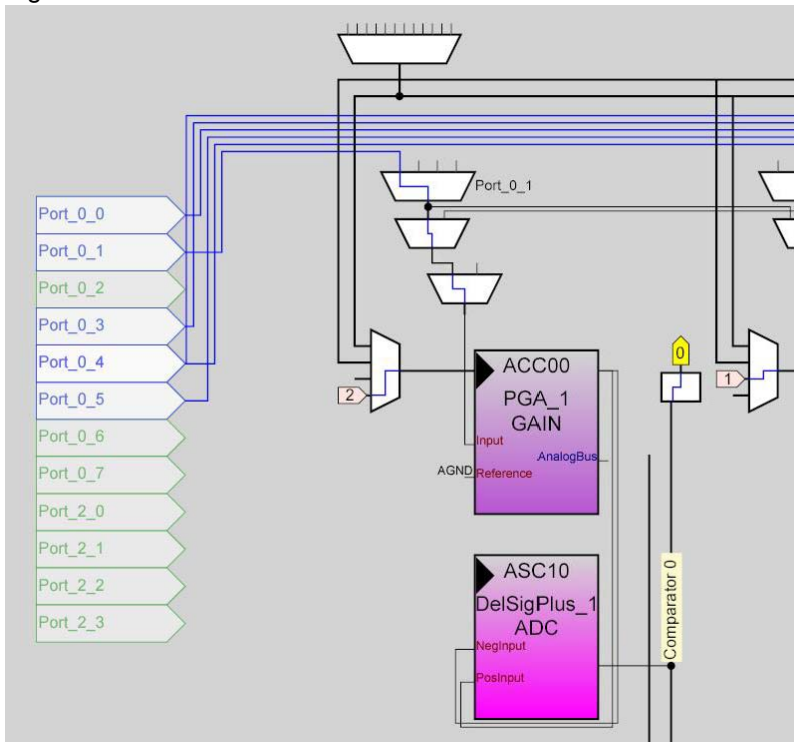 Port_0_1
Port_0_0
Port_0_1
Port_0_2
Port_0_3
Port_0_4
Port_0_5
Port_0_6
Port_0_7
Port_2_0
Port_2_1
Port_2_2
Port_2_3
2
ACC00
PGA_1
GAIN
Input
AnalogBus
AGND
Reference
0
1
ASC10
DelSigPlus_1
ADC
NegInput
PosInput
Comparator 0